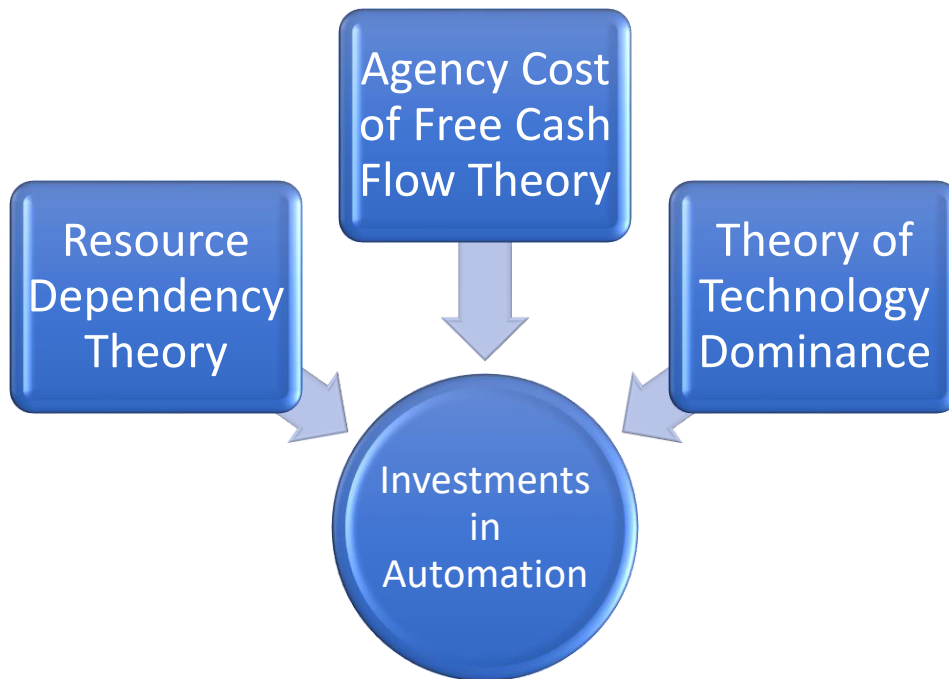 Agency Cost
of Free Cash
Flow Theory
Resource
Dependency
Theory
Theory of
Technology
Dominance
Investments
in
Automation